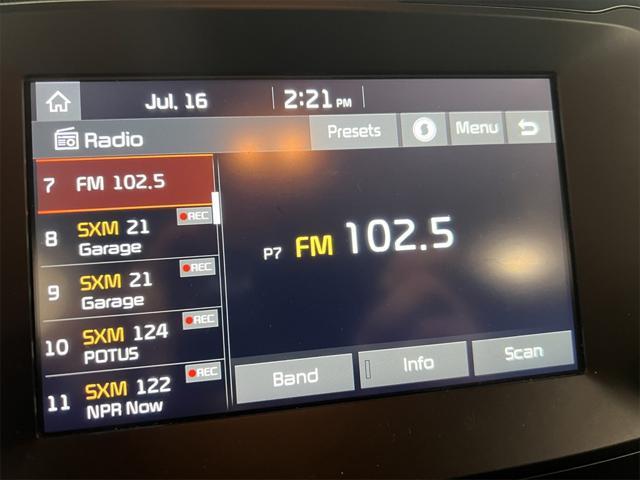 Jul. 16
2:21 PM
Radio
Presets
Menu
7 FM 102.5
8 SXM 21
REC
Garage
9 SXM 21
REC
Garage
10 SXM 124
REC
POTUS
11 SXM 122
REC
NPR Now
P7 FM 102.5
Band
Info
Scan